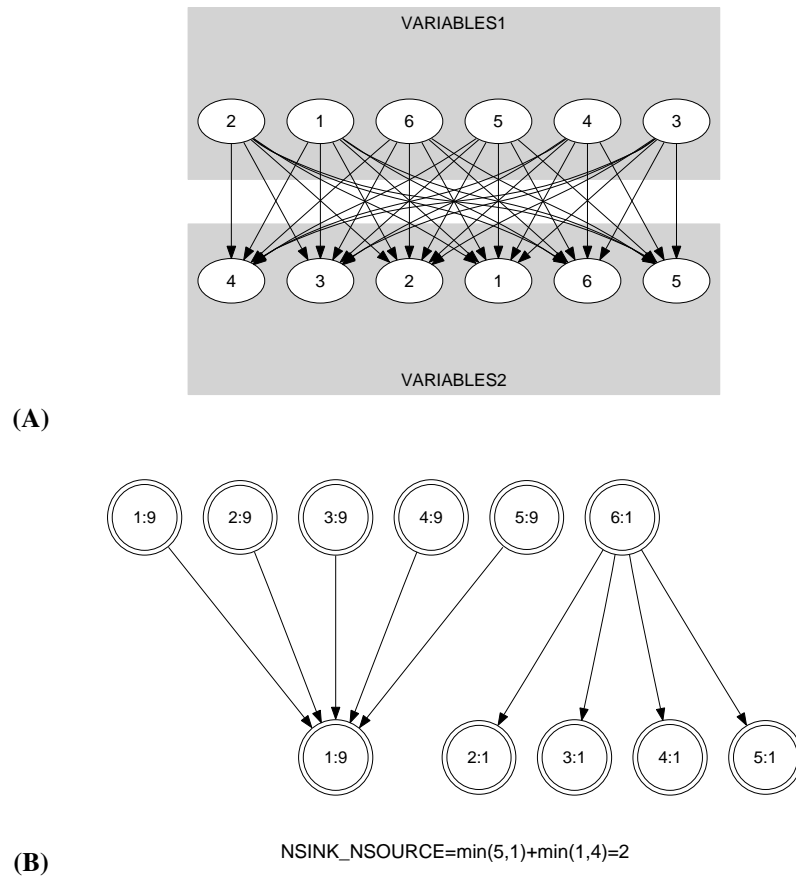 VARIABLES1
2 1 6 5 4 3
4 3 2 1 6 5
VARIABLES2
(A)
1:9 2:9 3:9 4:9 5:9 6:1
1:9 2:1 3:1 4:1 5:1
(B)
NSINK_NSOURCE=min(5,1)+min(1,4)=2